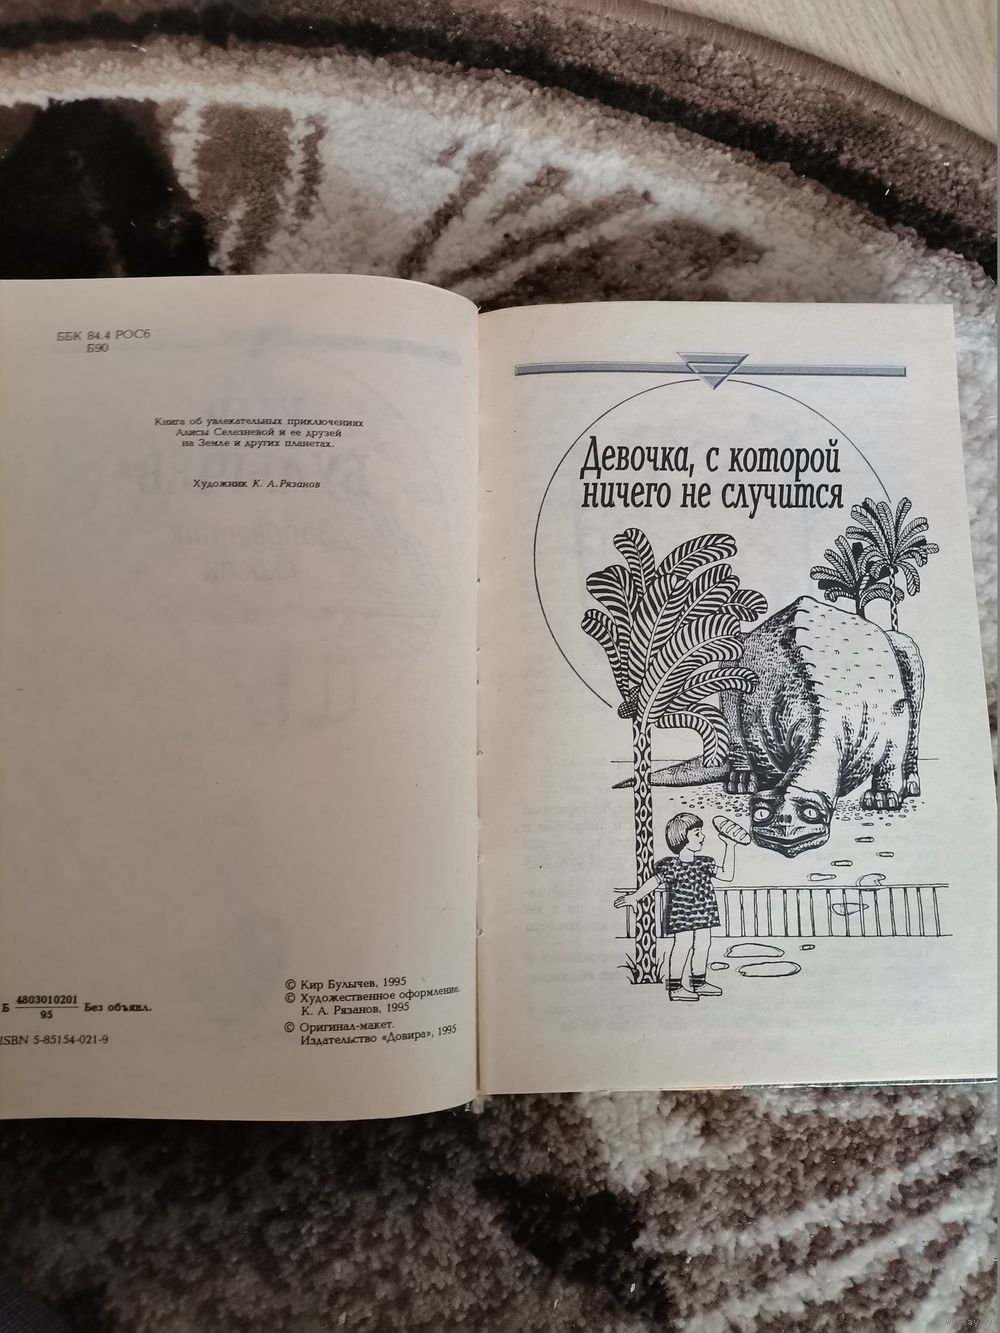 ББК 84.4 РОС6
Б90
Книга об увлекательных приключениях
Алисы Селезневой и ее друзей
на Земле и других планетах.
Художник К. А. Рязанов
Б 4803010201 Без объявл.
95
ISBN 5-85154-021-9
© Кир Булычев, 1995
© Художественное оформление.
К. А. Рязанов, 1995
© Оригинал-макет.
Издательство «Довира», 1995
Девочка, с которой
ничего не случится